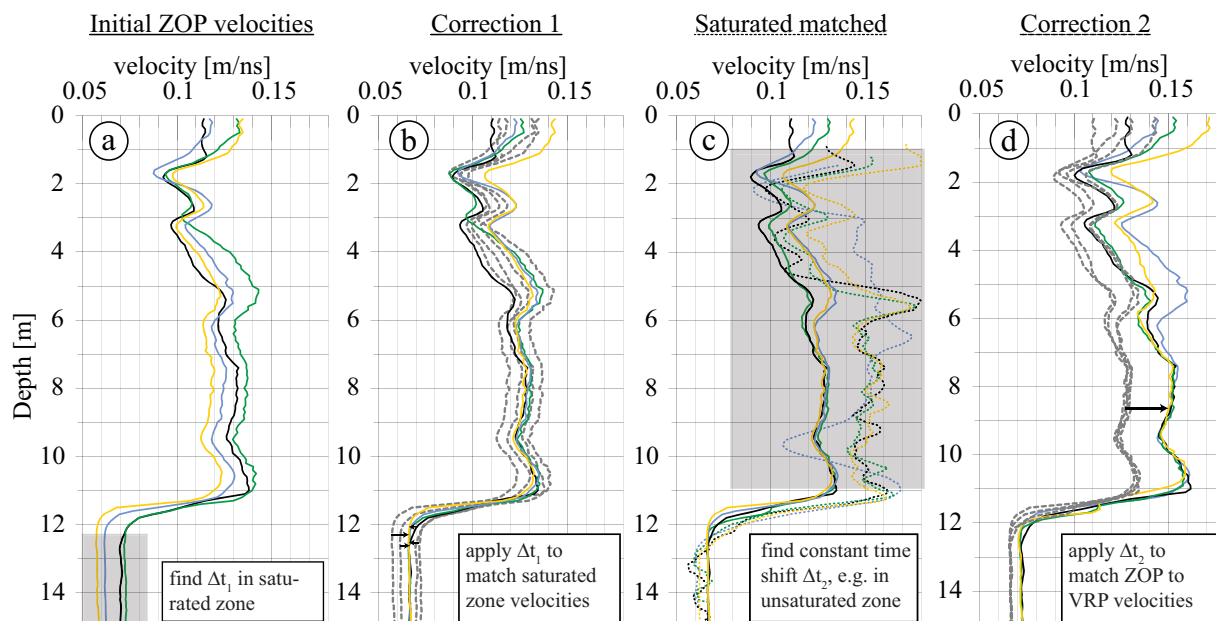 Initial ZOP velocities
Correction 1
Saturated matched
Correction 2
velocity [m/ns]
velocity [m/ns]
velocity [m/ns]
velocity [m/ns]
0.05 0.1 0.15
0.05 0.1 0.15
0.05 0.1 0.15
0.05 0.1 0.15
Depth [m]
0
2
4
6
8
10
12
14
a
find Δt₁ in satu-
rated zone
0
2
4
6
8
10
12
14
b
apply Δt₁ to
match saturated
zone velocities
0
2
4
6
8
10
12
14
c
find constant time
shift Δt₂, e.g. in
unsaturated zone
0
2
4
6
8
10
12
14
d
apply Δt₂ to
match ZOP to
VRP velocities